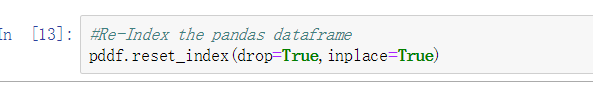 In [13]: #Re-Index the pandas dataframe
pddf.reset_index(drop=True,inplace=True)